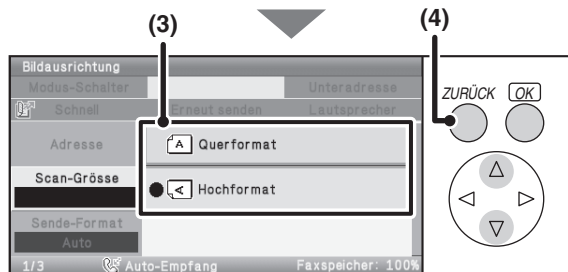 (3)
(4)
Bildausrichtung
Modus-Schalter
Unteradresse
Schnell
Erneut senden
Lautsprecher
Adresse
A Querformat
Scan-Grösse
A Hochformat
Sende-Format
Auto
1/3
Auto-Empfang
Faxspeicher: 100%
ZURÜCK
OK